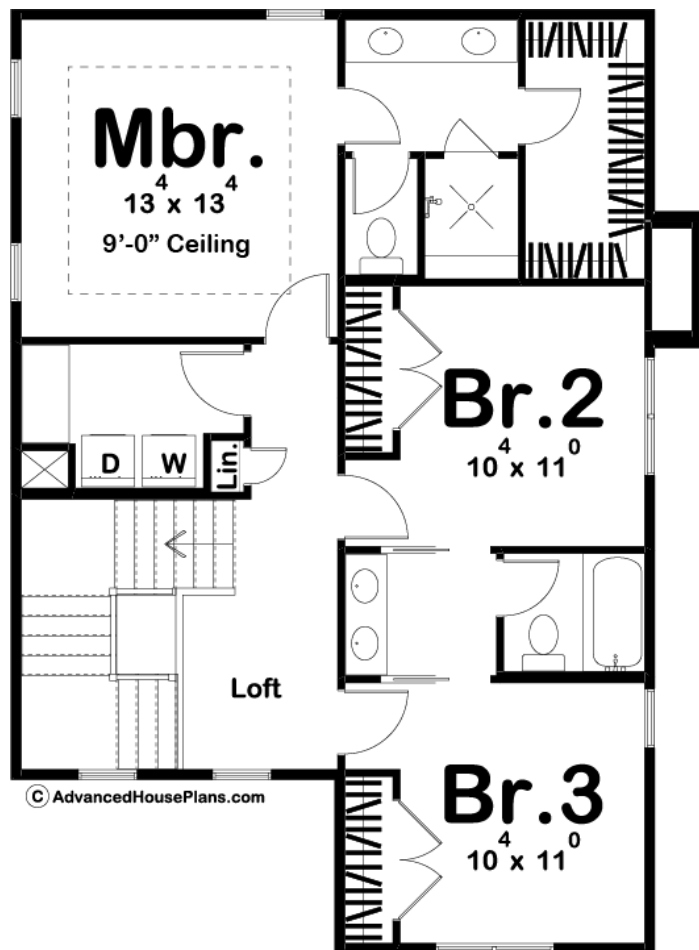 Mbr.
13⁴ x 13⁴
9'-0" Ceiling
Br.2
10⁴ x 11⁰
D
W
Lin.
Loft
Br.3
10⁴ x 11⁰
© AdvancedHousePlans.com